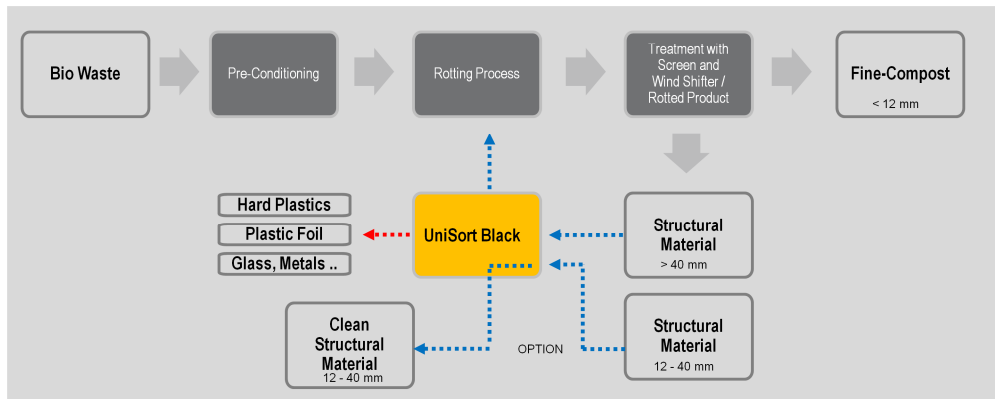 Bio Waste
Pre-Conditioning
Rotting Process
Treatment with
Screen and
Wind Shifter /
Rotted Product
Fine-Compost
< 12 mm
Hard Plastics
Plastic Foil
Glass, Metals ..
UniSort Black
Structural
Material
> 40 mm
Clean
Structural
Material
12 - 40 mm
OPTION
Structural
Material
12 - 40 mm